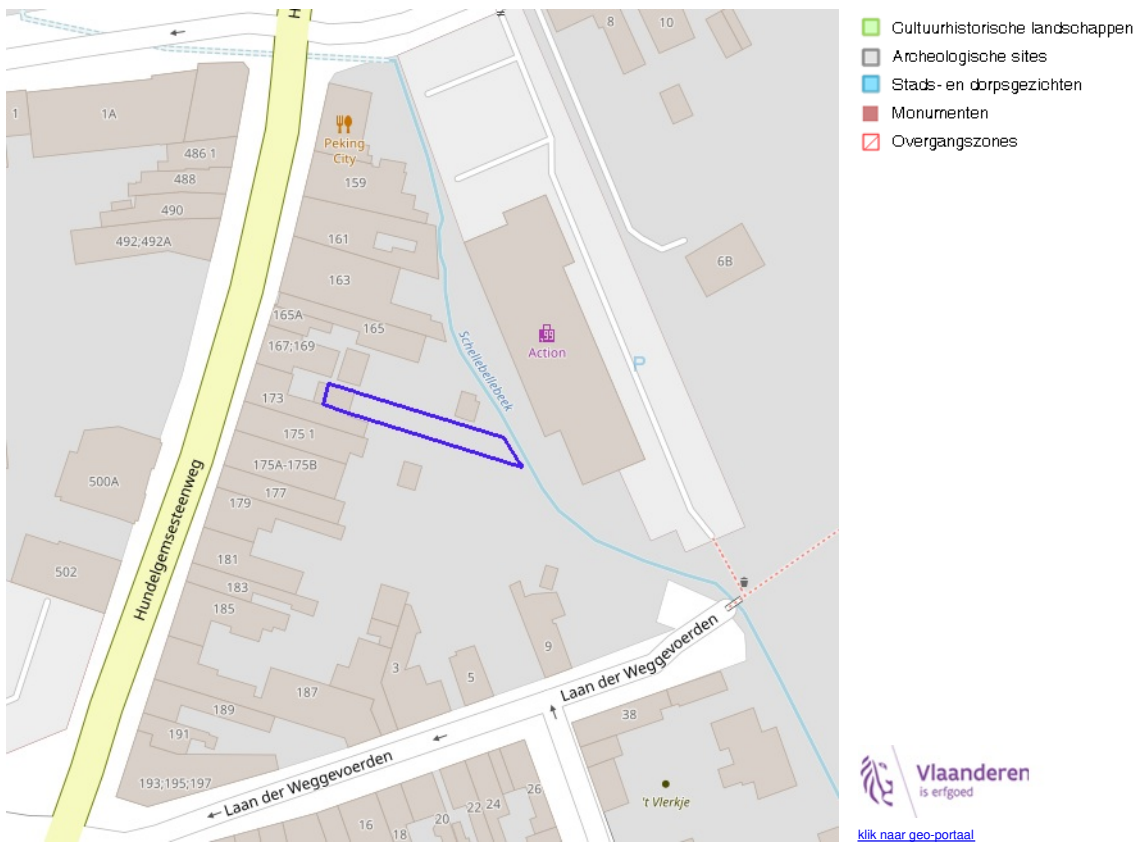 H
8
10
1
1A
Peking
City
486 1
488
159
490
492;492A
161
163
6B
165A
165
Action
P
167;169
Schellebellebeek
173
175 1
175A-175B
500A
177
179
Hundelgemsesteenweg
181
502
183
185
Laan der Weggevoerden
9
3
5
187
189
38
191
193;195;197
Laan der Weggevoerden
't Vlerkje
16
18
20
22
24
26
Cultuurhistorische landschappen
Archeologische sites
Stads- en dorpsgezichten
Monumenten
Overgangszones
Vlaanderen
is erfgoed
klik naar geo-portaal